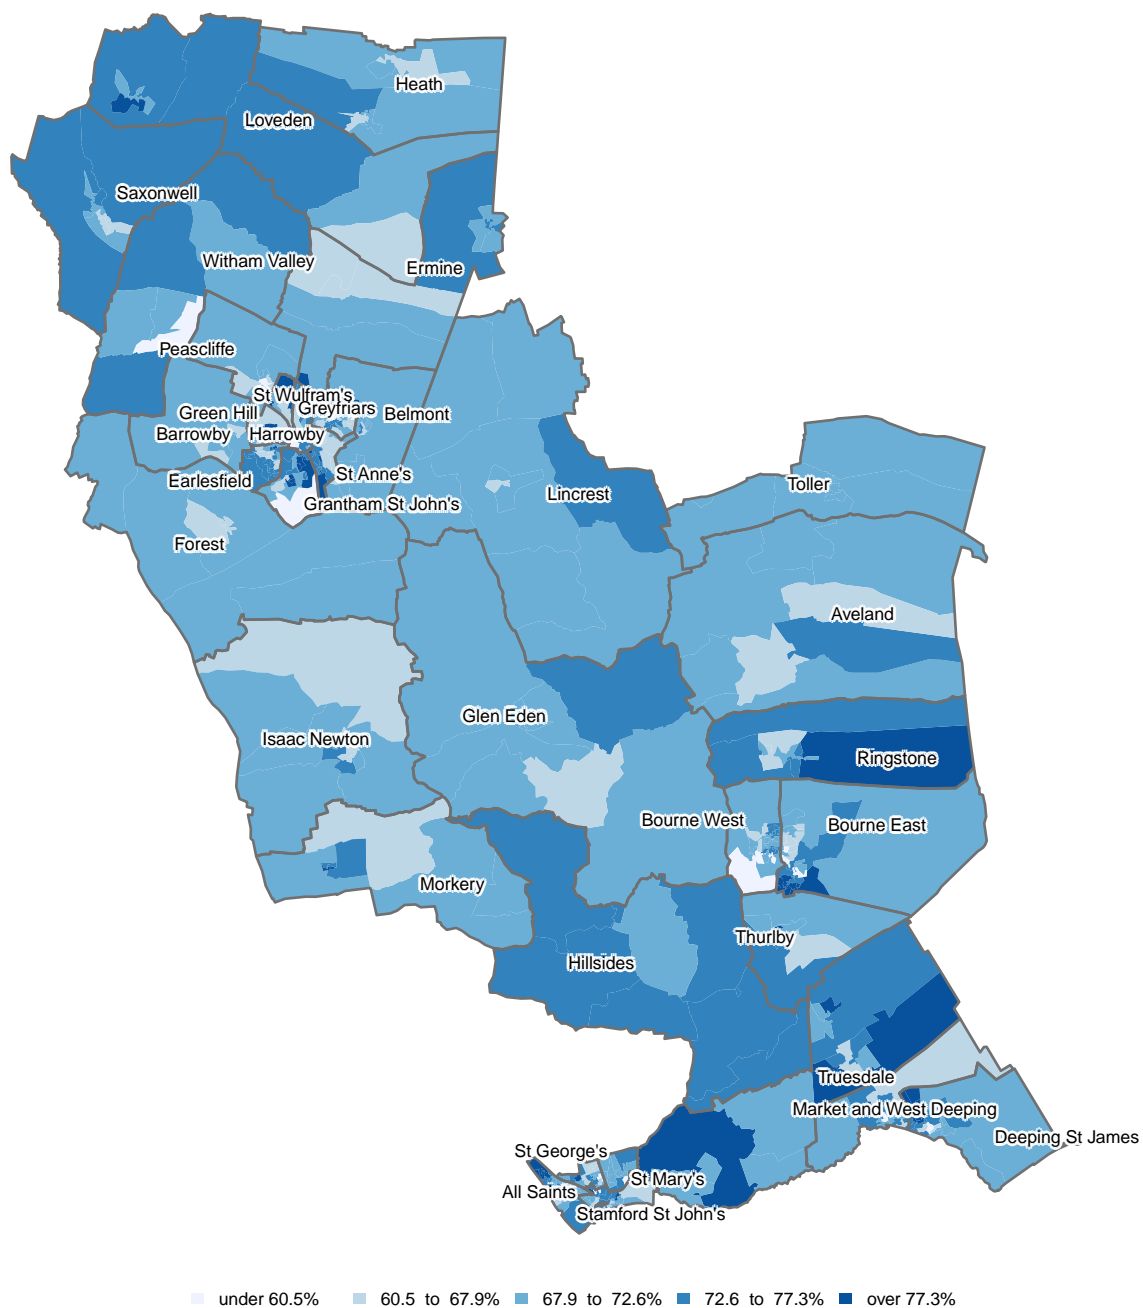 Heath
Loveden
Saxonwell
Witham Valley
Ermine
Peascliffe
St Wulfram's
Green Hill
Greyfriars
Belmont
Barrowby
Harrowby
Earlesfield
St Anne's
Toller
Lincrest
Grantham St John's
Forest
Aveland
Glen Eden
Isaac Newton
Ringstone
Bourne West
Bourne East
Morkery
Thurlby
Hillsides
Truesdale
Market and West Deeping
Deeping St James
St George's
St Mary's
All Saints
Stamford St John's
under 60.5% 60.5 to 67.9% 67.9 to 72.6% 72.6 to 77.3% over 77.3%